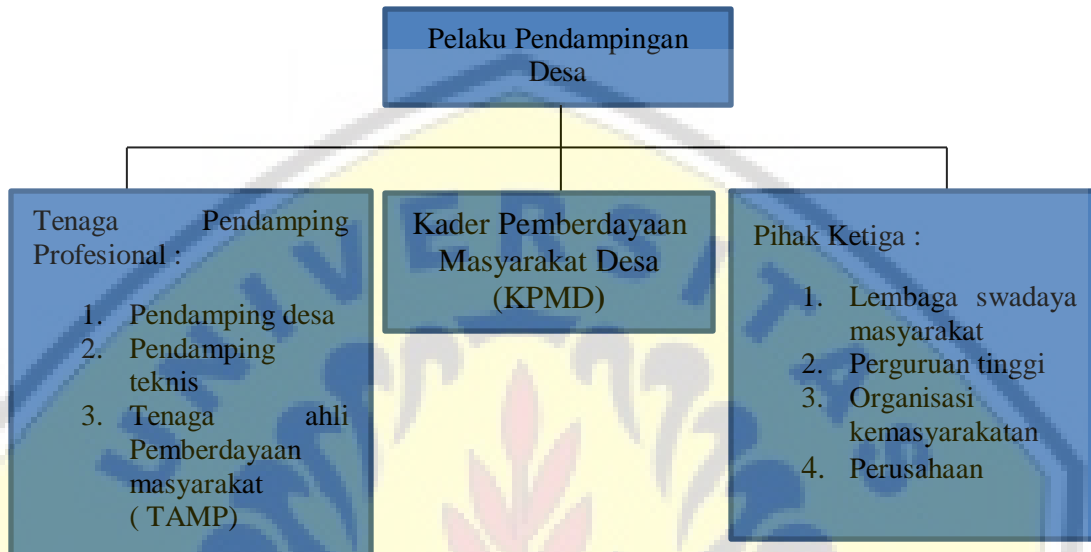 Pelaku Pendampingan
Desa
Tenaga Pendamping
Profesional :
1. Pendamping desa
2. Pendamping
teknis
3. Tenaga ahli
Pemberdayaan
masyarakat
( TAMP)
Kader Pemberdayaan
Masyarakat Desa
(KPMD)
Pihak Ketiga :
1. Lembaga swadaya
masyarakat
2. Perguruan tinggi
3. Organisasi
kemasyarakatan
4. Perusahaan
UNIVERSITAS